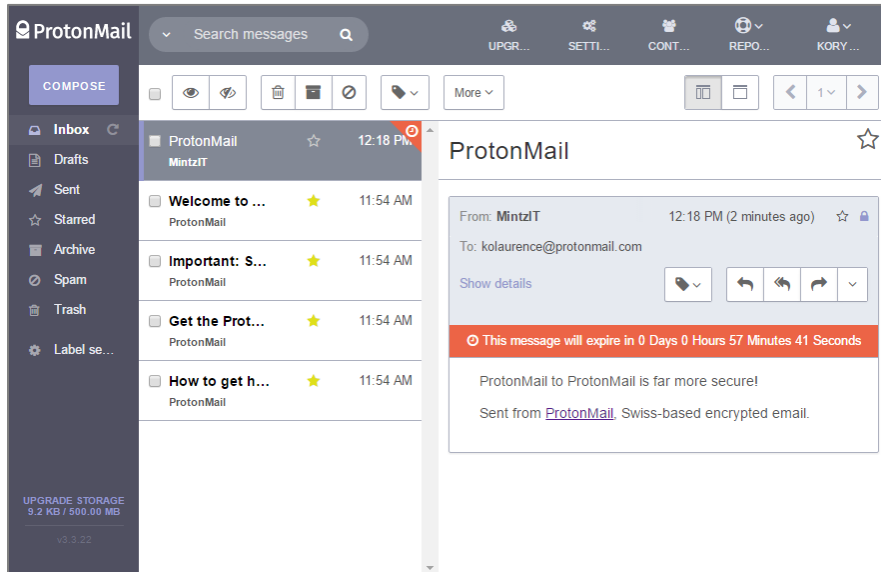 ProtonMail
Search messages
UPGR...
SETTI...
CONT...
REPO...
KORY ...
COMPOSE
More
1
Inbox
Drafts
Sent
Starred
Archive
Spam
Trash
Label se...
UPGRADE STORAGE
9.2 KB / 500.00 MB
v3.3.22
ProtonMail 12:18 PM
MintzIT
Welcome to ... 11:54 AM
ProtonMail
Important: S... 11:54 AM
ProtonMail
Get the Prot... 11:54 AM
ProtonMail
How to get h... 11:54 AM
ProtonMail
ProtonMail
From: MintzIT 12:18 PM (2 minutes ago)
To: kolaurence@protonmail.com
Show details
This message will expire in 0 Days 0 Hours 57 Minutes 41 Seconds
ProtonMail to ProtonMail is far more secure!
Sent from ProtonMail, Swiss-based encrypted email.